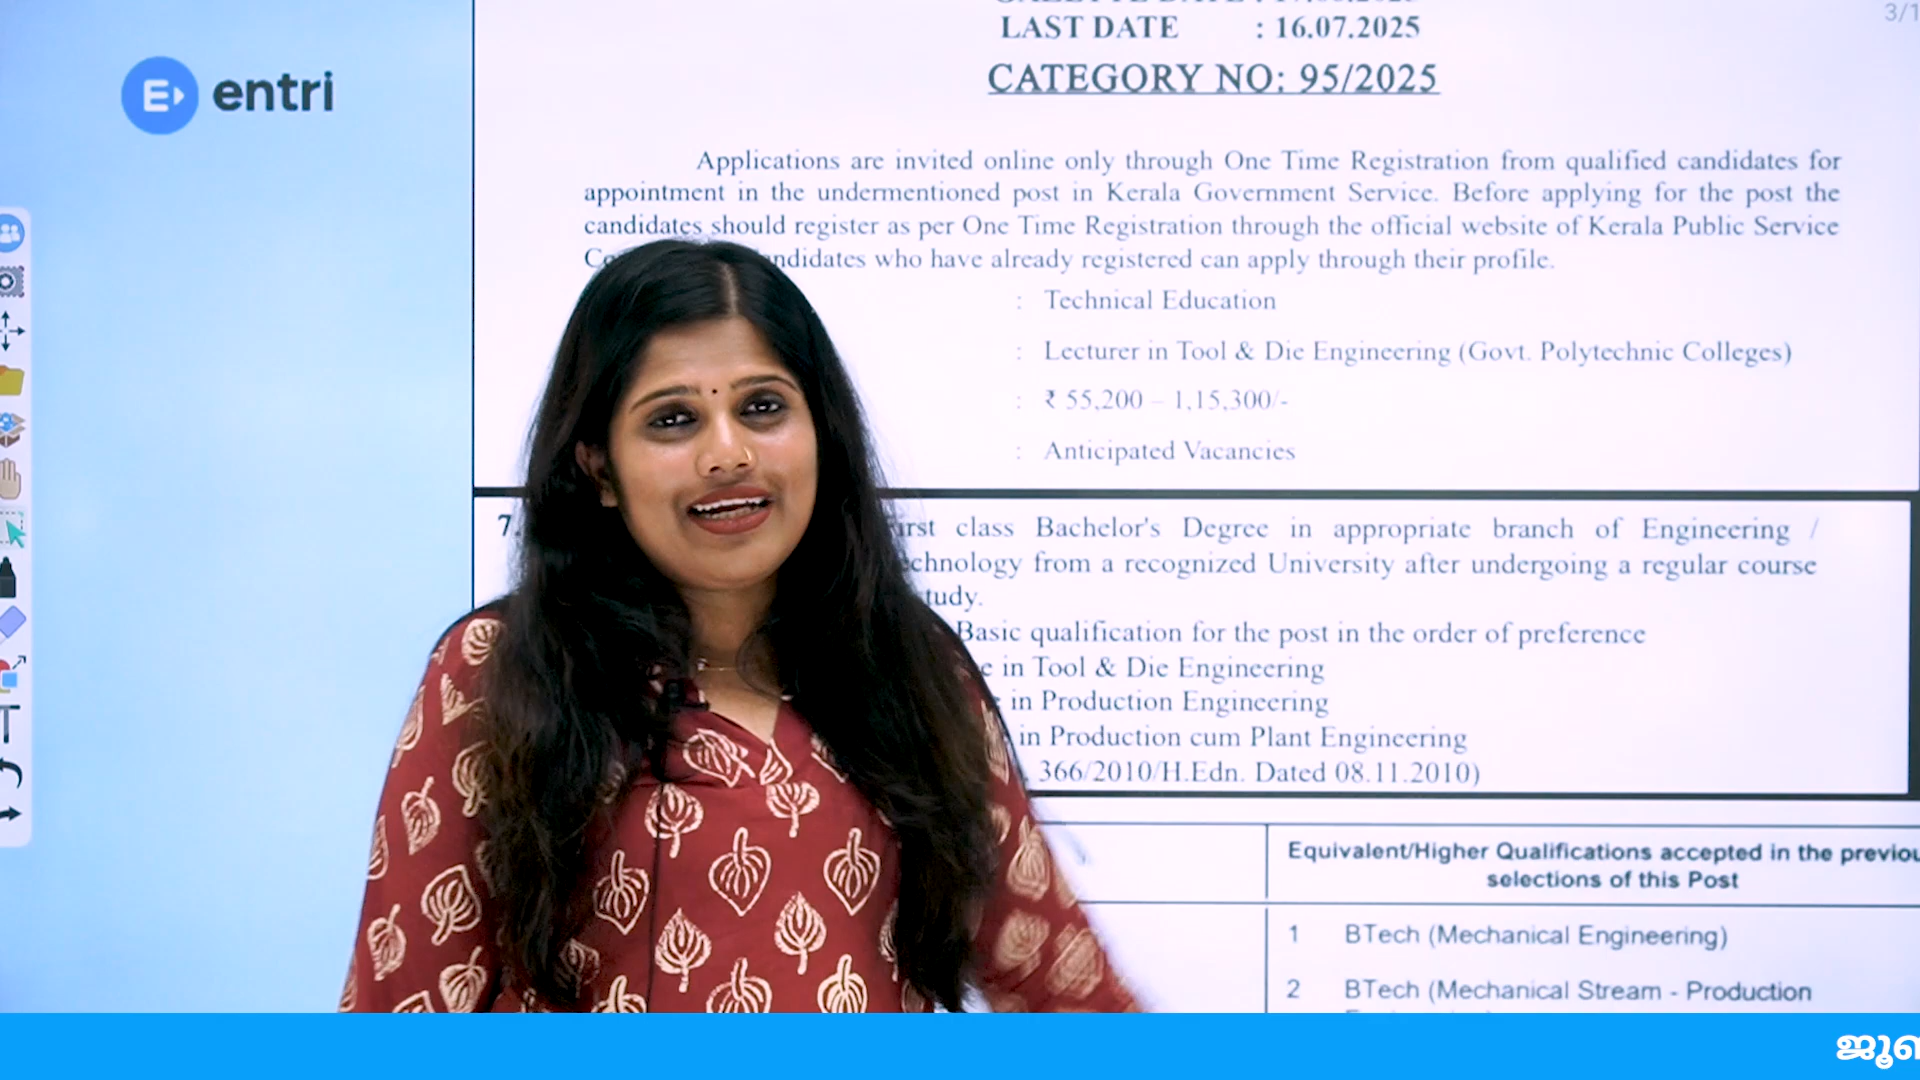 entri
LAST DATE : 16.07.2025
CATEGORY NO: 95/2025
Applications are invited online only through One Time Registration from qualified candidates for
appointment in the undermentioned post in Kerala Government Service. Before applying for the post the
candidates should register as per One Time Registration through the official website of Kerala Public Service
who have already registered can apply through their profile.
: Technical Education
: Lecturer in Tool & Die Engineering (Govt. Polytechnic Colleges)
: ₹ 55,200 – 1,15,300/-
: Anticipated Vacancies
7. class Bachelor's Degree in appropriate branch of Engineering /
from a recognized University after undergoing a regular course
Basic qualification for the post in the order of preference
in Tool & Die Engineering
in Production Engineering
in Production cum Plant Engineering
366/2010/H.Edn. Dated 08.11.2010)
Equivalent/Higher Qualifications accepted in the
selections of this Post
1 BTech (Mechanical Engineering)
2 BTech (Mechanical Stream - Production